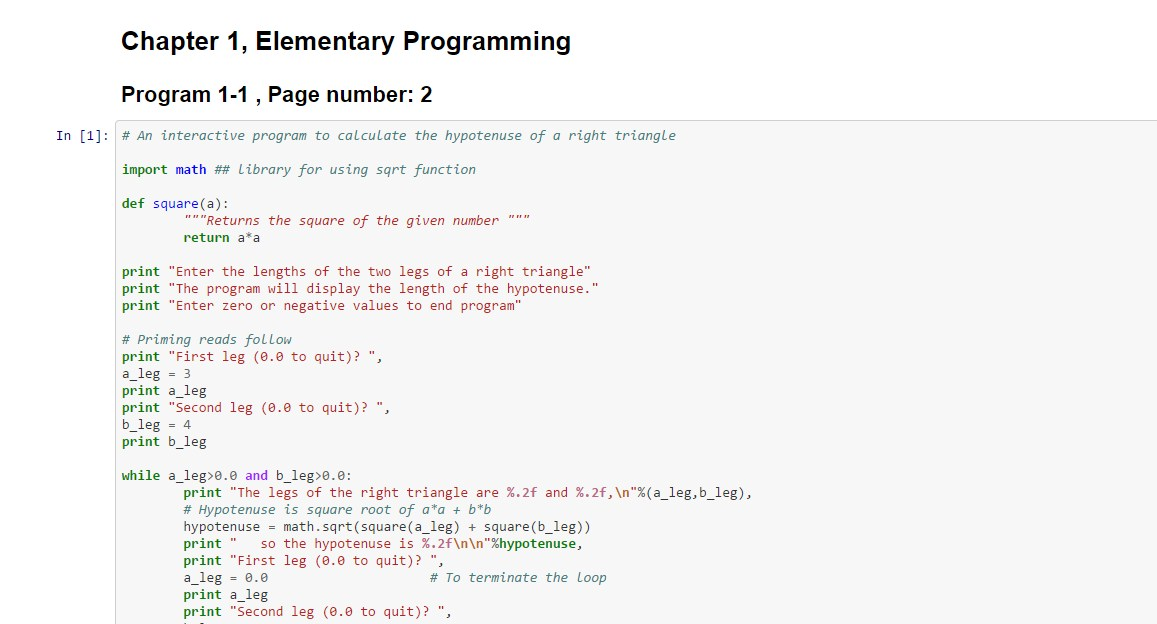 Chapter 1, Elementary Programming
Program 1-1 , Page number: 2
In [1]: # An interactive program to calculate the hypotenuse of a right triangle
import math ## library for using sqrt function
def square(a):
"""Returns the square of the given number """
return a*a
print "Enter the lengths of the two legs of a right triangle"
print "The program will display the length of the hypotenuse."
print "Enter zero or negative values to end program"
# Priming reads follow
print "First leg (0.0 to quit)? ",
a_leg = 3
print a_leg
print "Second leg (0.0 to quit)? ",
b_leg = 4
print b_leg
while a_leg>0.0 and b_leg>0.0:
print "The legs of the right triangle are %.2f and %.2f,\n"%(a_leg,b_leg),
# Hypotenuse is square root of a*a + b*b
hypotenuse = math.sqrt(square(a_leg) + square(b_leg))
print "   so the hypotenuse is %.2f\n\n"%hypotenuse,
print "First leg (0.0 to quit)? ",
a_leg = 0.0 # To terminate the loop
print a_leg
print "Second leg (0.0 to quit)? ",